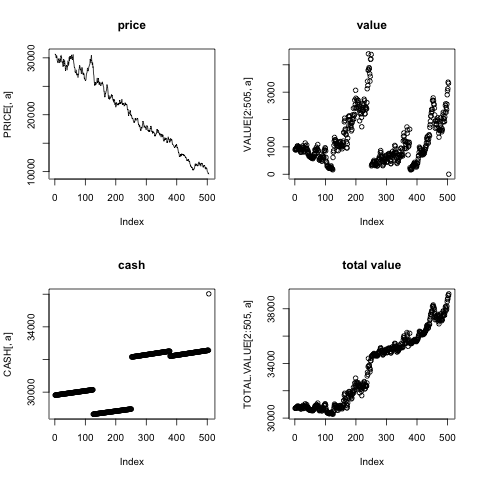 price
PRICE[, a]
10000 20000 30000
0 100 200 300 400 500
Index
value
VALUE[2:505, a]
0 1000 3000
0 100 200 300 400 500
Index
cash
CASH[, a]
30000 34000
0 100 200 300 400 500
Index
total value
TOTAL.VALUE[2:505, a]
30000 34000 38000
0 100 200 300 400 500
Index